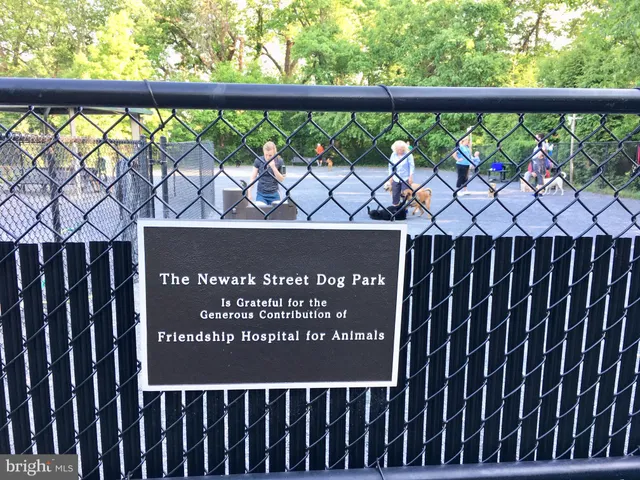 The Newark Street Dog Park
Is Grateful for the
Generous Contribution of
Friendship Hospital for Animals
bright MLS